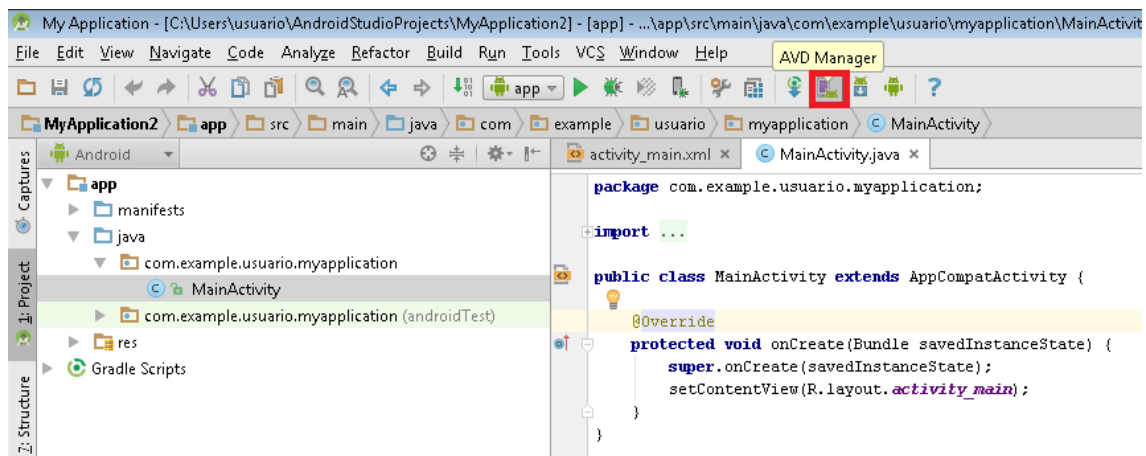 My Application - [C:\Users\usuario\AndroidStudioProjects\MyApplication2] - [app] - ...\app\src\main\java\com\example\usuario\myapplication\MainActivit
File Edit View Navigate Code Analyze Refactor Build Run Tools VCS Window Help
AVD Manager
app
MyApplication2 app src main java com example usuario myapplication MainActivity
Captures
1: Project
7: Structure
Android
app
manifests
java
com.example.usuario.myapplication
MainActivity
com.example.usuario.myapplication (androidTest)
res
Gradle Scripts
activity_main.xml MainActivity.java
package com.example.usuario.myapplication;
import ...
public class MainActivity extends AppCompatActivity {
@Override
protected void onCreate(Bundle savedInstanceState) {
super.onCreate(savedInstanceState);
setContentView(R.layout.activity_main);
}
}